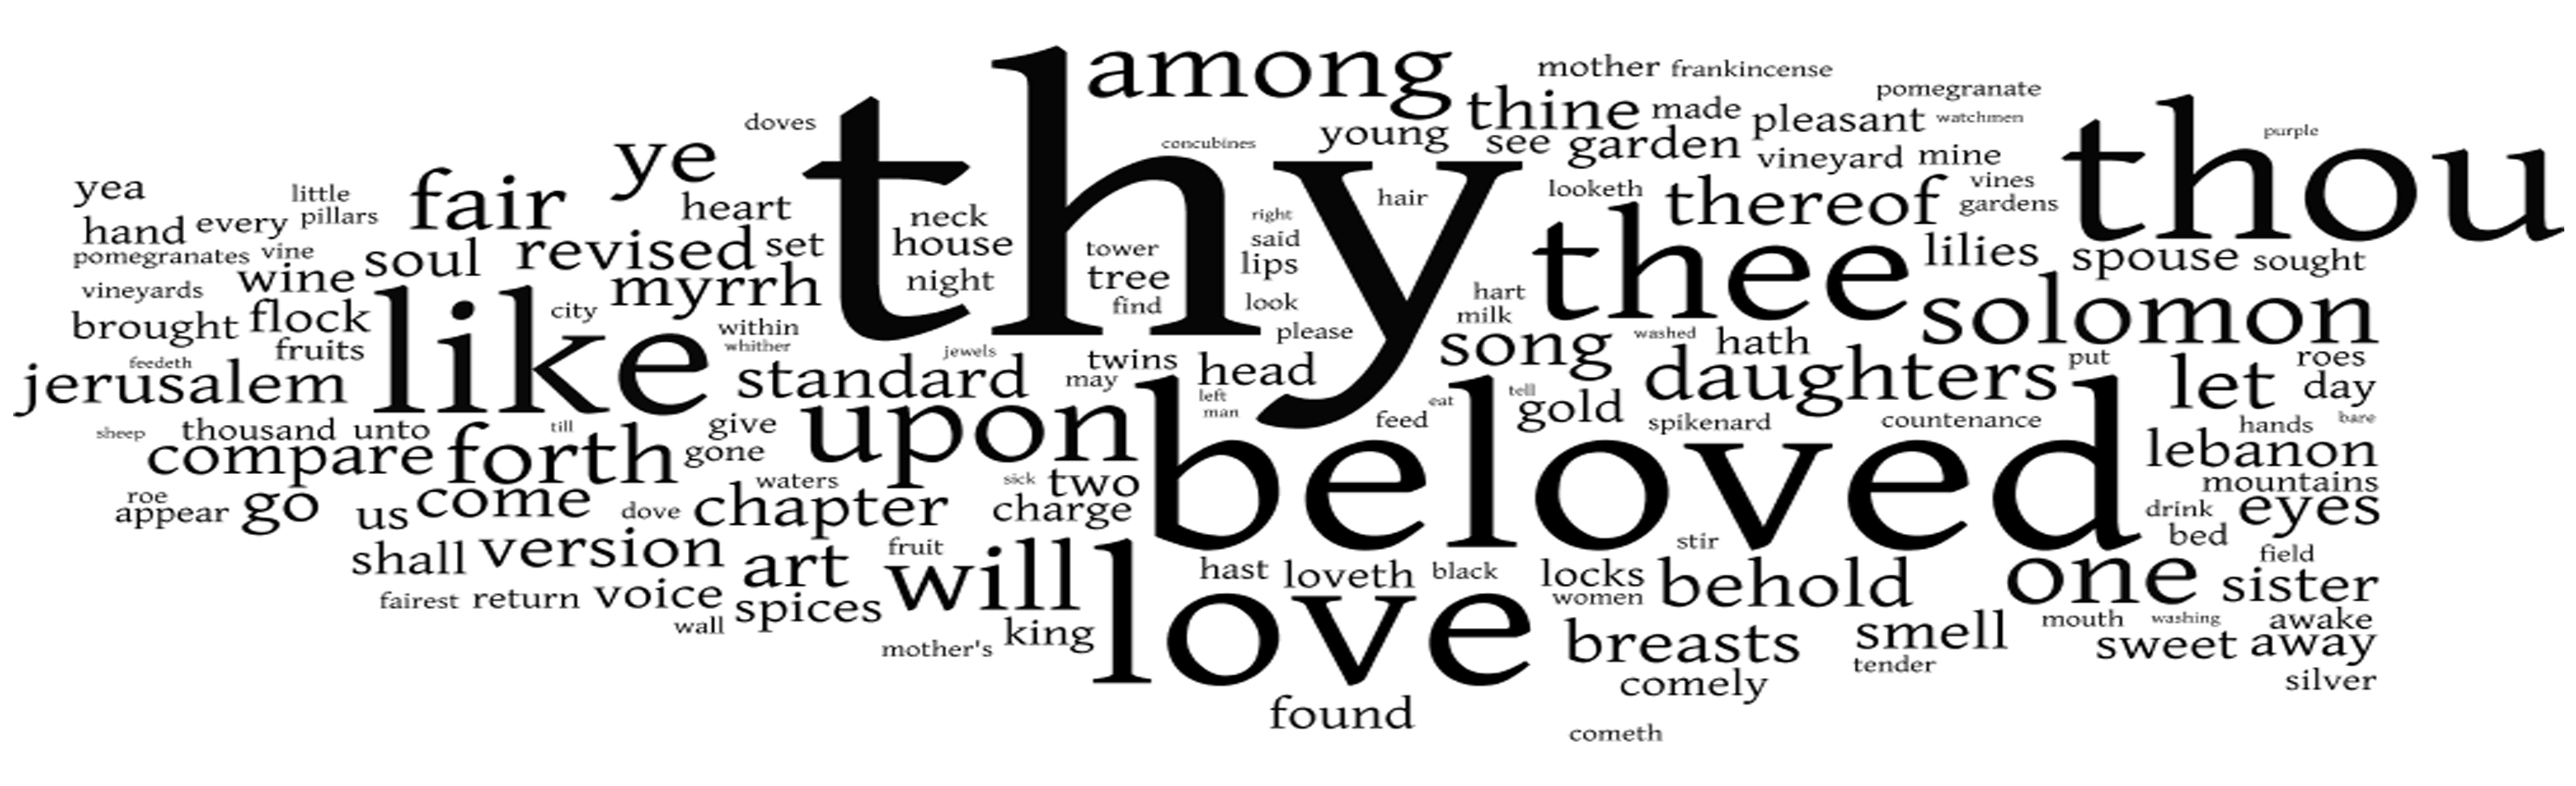 among
mother frankincense
pomegranate
thine made pleasant watchmen
doves
thy
thou
purple
young see garden
concubines
vineyard mine
ye
yea
little
fair
heart
hair
looketh thereof vines
gardens
hand every pillars
neck
right
soul revised set
house
tower
said
thee lilies spouse sought
pomegranates vine
wine
myrrh
night
tree
lips
vineyards
city
find
look
hart
milk
solomon
brought flock
like
within
whither
please
song washed hath
fruits
jewels
twins head
put
roes
feedeth
jerusalem
standard
may
daughters
let day
left
man
tell
eat
gold
feed
spikenard
countenance
hands bare
sheep thousand unto
till
give
upon
beloved
lebanon
compare forth gone
mountains
roe
waters
sick two
appear go us come dove chapter charge
drink eyes
stir
bed
shall version art
fruit
will
hast loveth black locks behold one
field
sister
women
fairest return voice spices
love
mouth washing awake
wall
king
breasts smell
sweet away
mother's
tender
comely
silver
found
cometh